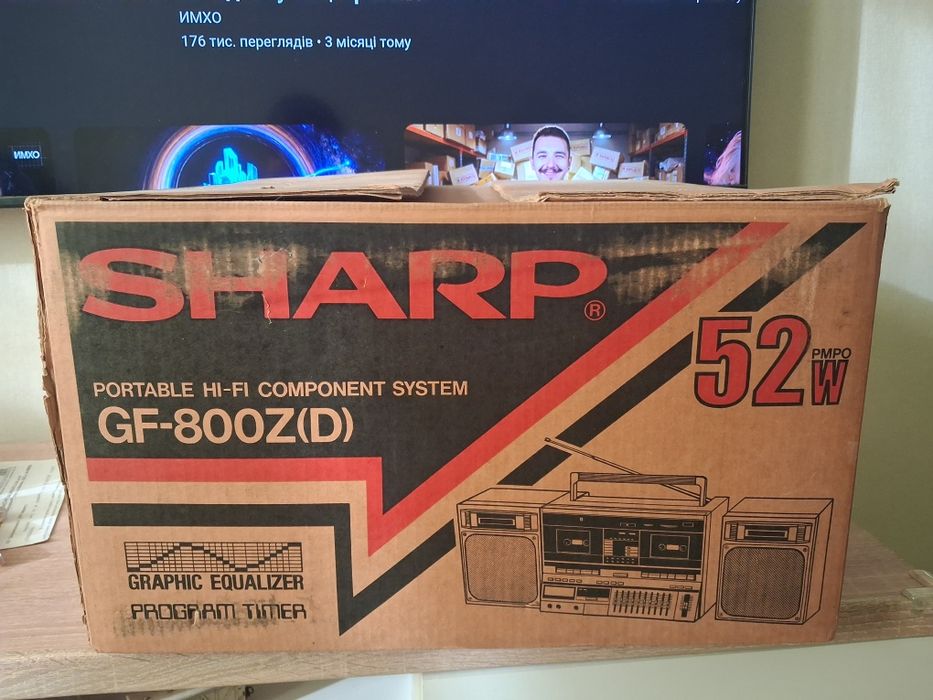 ИМХО
176 тис. переглядів • 3 місяці тому
ИМХО
SHARP®
52 PMPO W
PORTABLE HI-FI COMPONENT SYSTEM
GF-800Z(D)
GRAPHIC EQUALIZER
PROGRAM TIMER